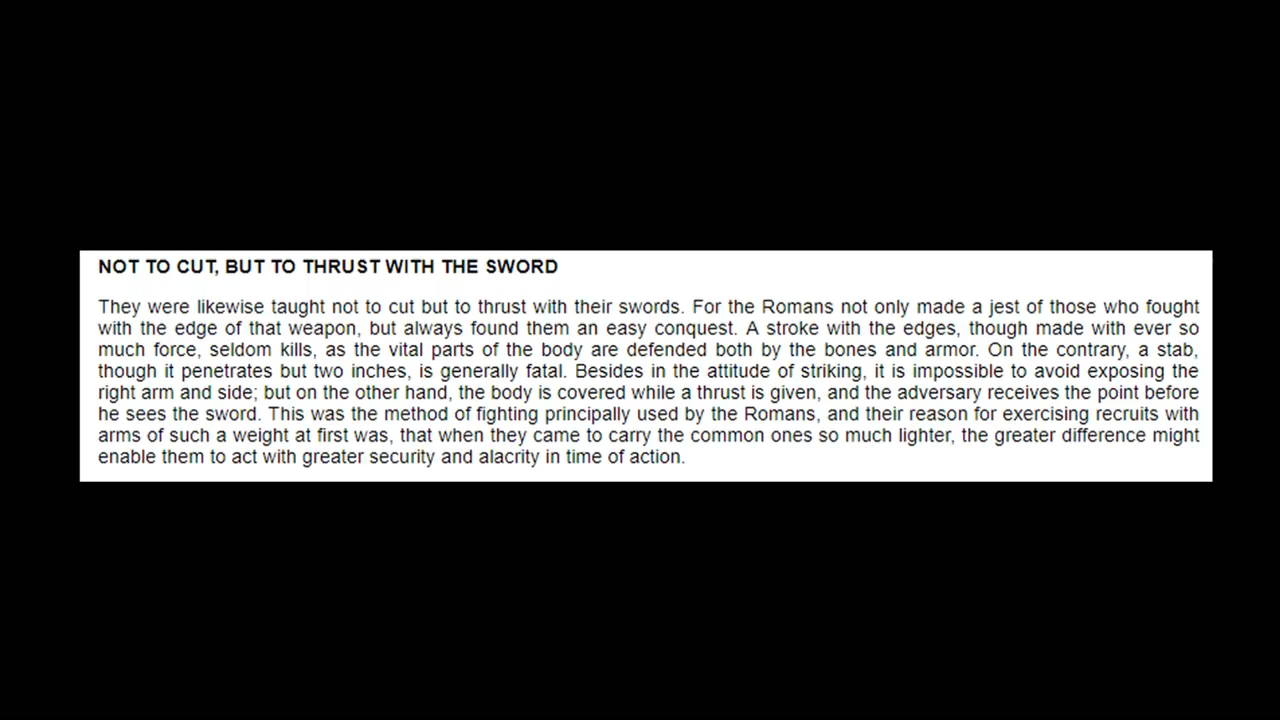 NOT TO CUT, BUT TO THRUST WITH THE SWORD
They were likewise taught not to cut but to thrust with their swords. For the Romans not only made a jest of those who fought
with the edge of that weapon, but always found them an easy conquest. A stroke with the edges, though made with ever so
much force, seldom kills, as the vital parts of the body are defended both by the bones and armor. On the contrary, a stab,
though it penetrates but two inches, is generally fatal. Besides in the attitude of striking, it is impossible to avoid exposing the
right arm and side; but on the other hand, the body is covered while a thrust is given, and the adversary receives the point before
he sees the sword. This was the method of fighting principally used by the Romans, and their reason for exercising recruits with
arms of such a weight at first was, that when they came to carry the common ones so much lighter, the greater difference might
enable them to act with greater security and alacrity in time of action.